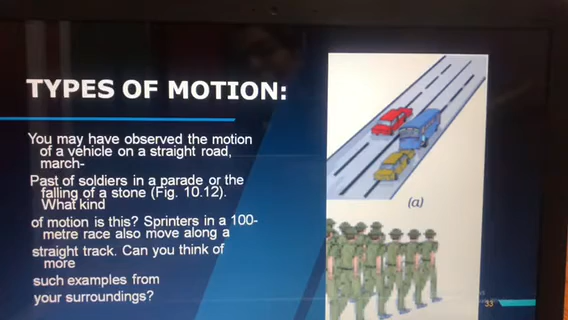 TYPES OF MOTION:
You may have observed the motion
of a vehicle on a straight road,
march-
Past of soldiers in a parade or the
falling of a stone (Fig. 10.12).
What kind
of motion is this? Sprinters in a 100-
metre race also move along a
straight track. Can you think of
more
such examples from
your surroundings?
(a)
33